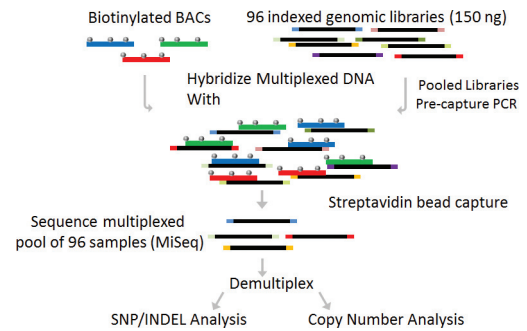 Biotinylated BACs
96 indexed genomic libraries (150 ng)
Hybridize Multiplexed DNA
With
Pooled Libraries
Pre-capture PCR
Streptavidin bead capture
Sequence multiplexed
pool of 96 samples (MiSeq)
Demultiplex
SNP/INDEL Analysis
Copy Number Analysis